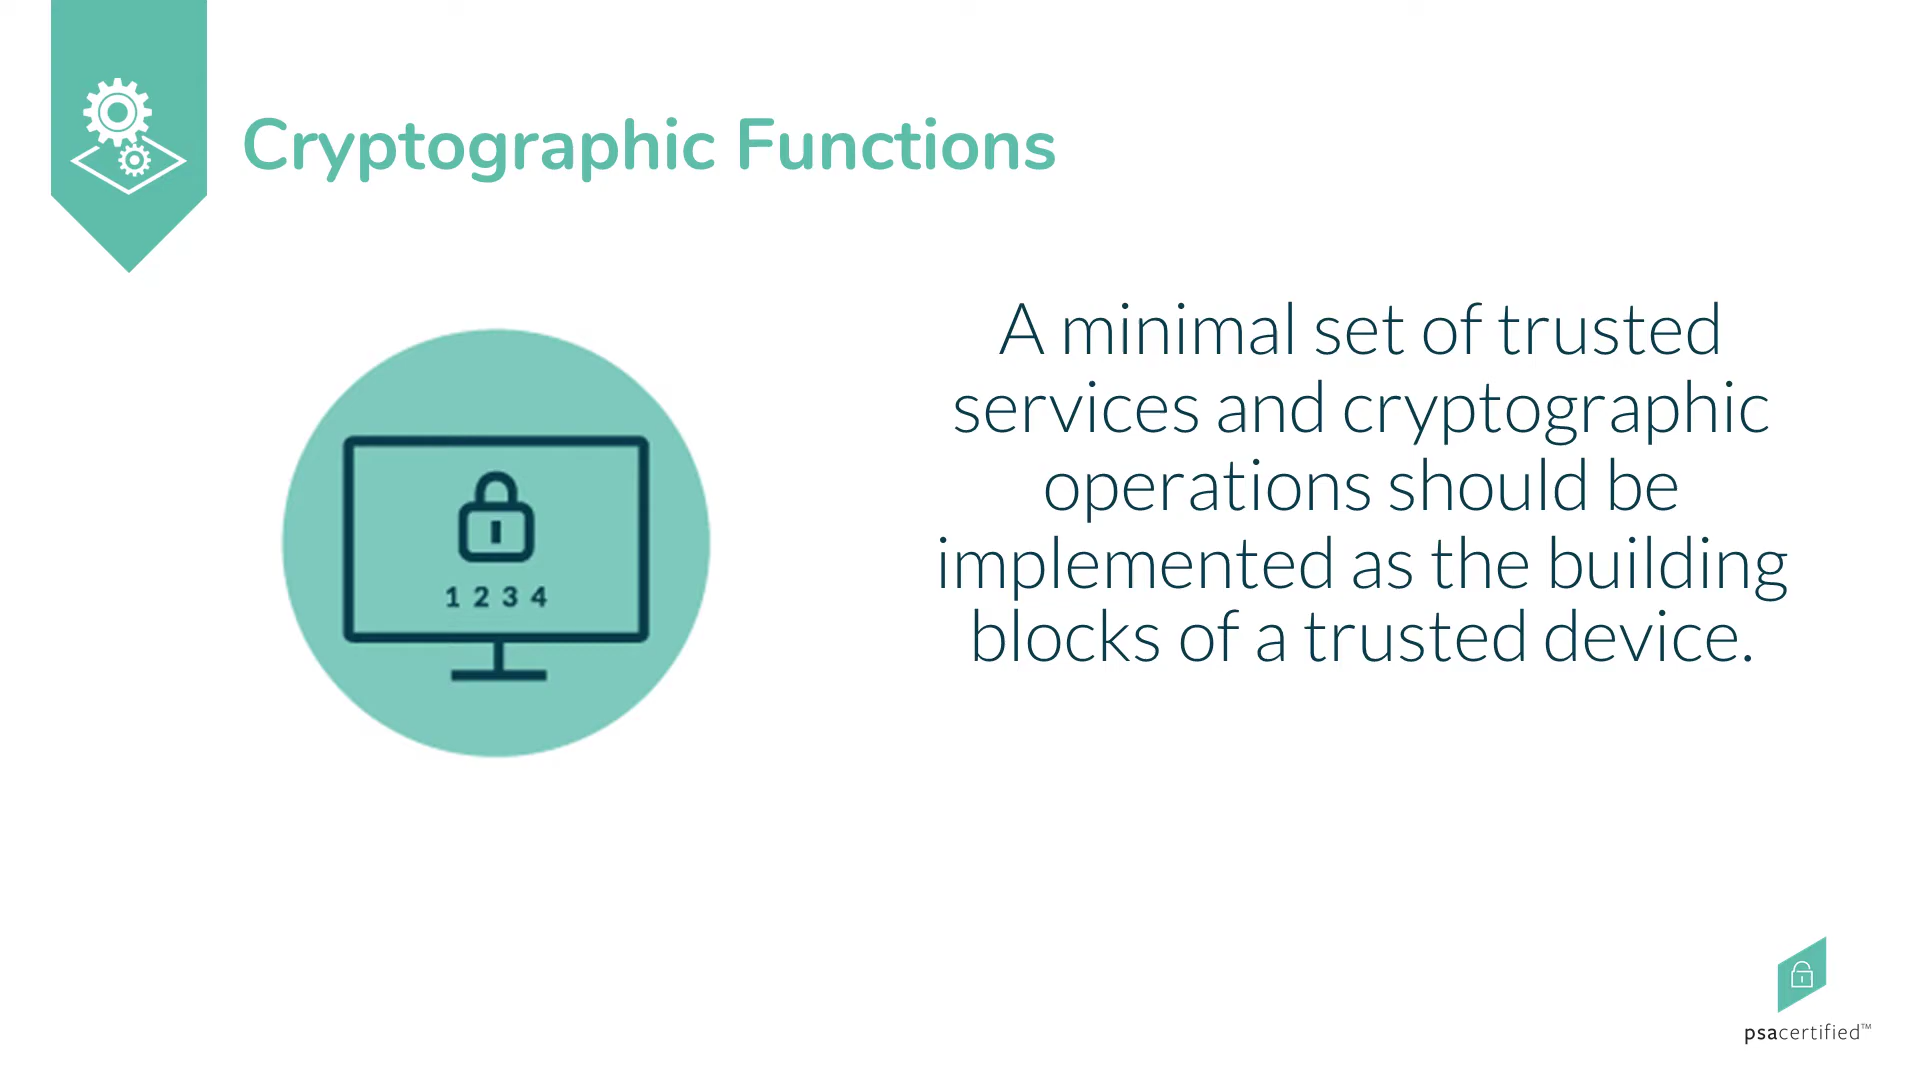 Cryptographic Functions
A minimal set of trusted
services and cryptographic
operations should be
implemented as the building
blocks of a trusted device.
1 2 3 4
psacertified™